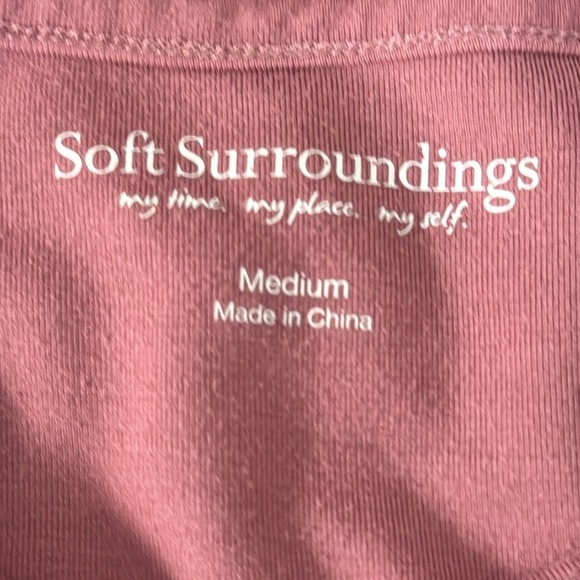 Soft Surroundings
my time. my place. my self.
Medium
Made in China